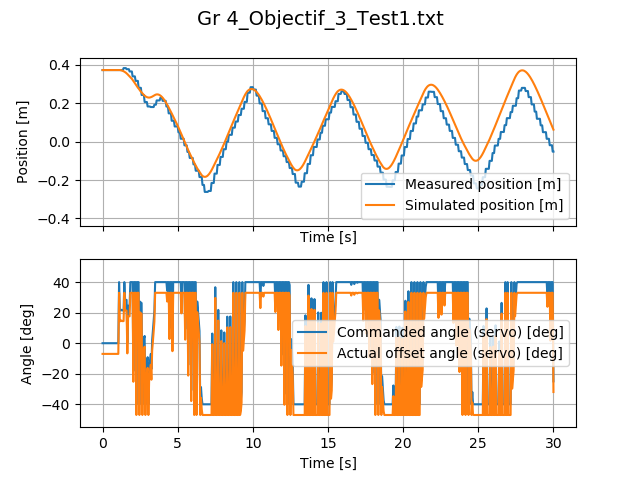 Gr 4_Objectif_3_Test1.txt
0.4
0.2
0.0
−0.2
−0.4
Position [m]
Measured position [m]
Simulated position [m]
Time [s]
40
20
0
−20
−40
Angle [deg]
Commanded angle (servo) [deg]
Actual offset angle (servo) [deg]
0 5 10 15 20 25 30
Time [s]